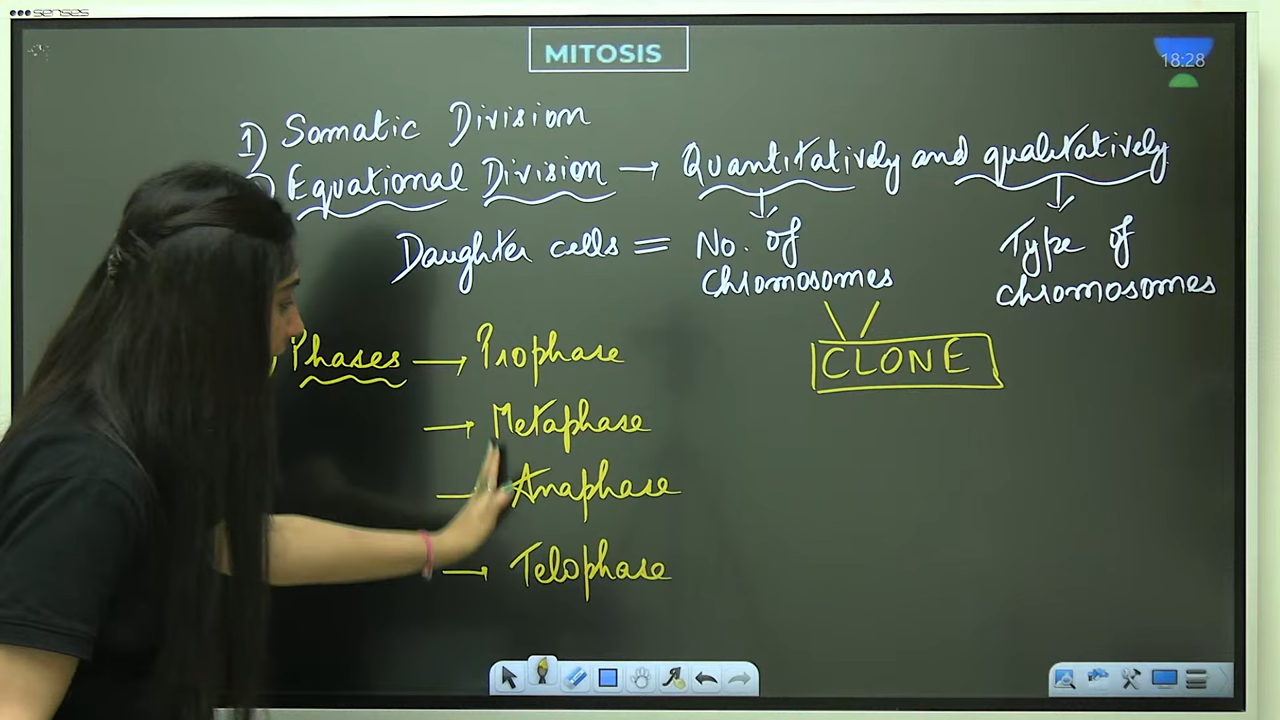 senses
MITOSIS
18:28
1) Somatic Division
Equational Division → Quantitatively and qualitatively
Daughter cells = No. of chromosomes
Type of chromosomes
Phases → Prophase
CLONE
→ Metaphase
→ Anaphase
→ Telophase